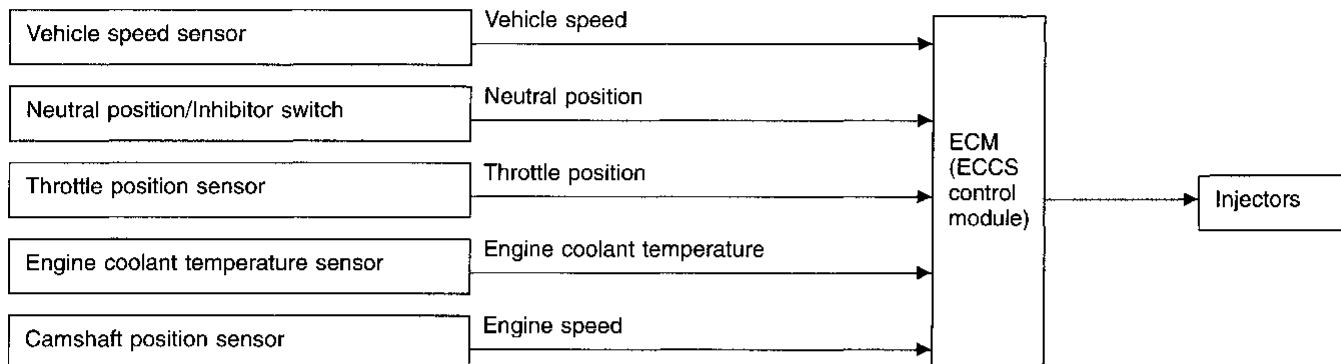 Vehicle speed sensor
Vehicle speed
Neutral position/Inhibitor switch
Neutral position
Throttle position sensor
Throttle position
Engine coolant temperature sensor
Engine coolant temperature
Camshaft position sensor
Engine speed
ECM
(ECCS
control
module)
Injectors